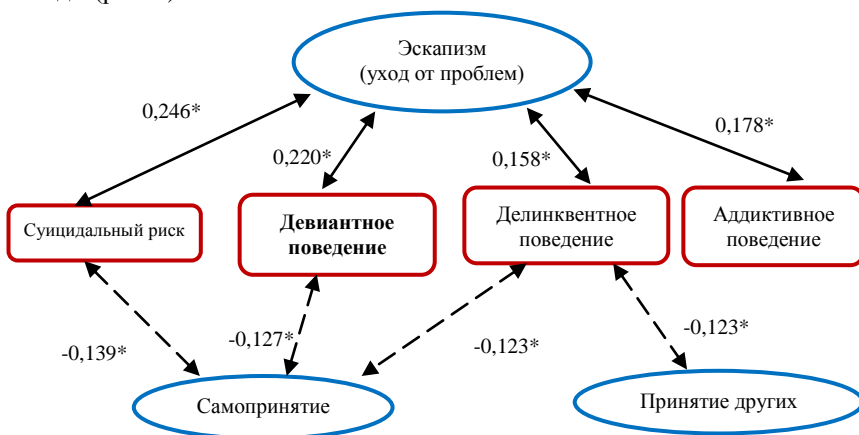 Эскапизм
(уход от проблем)
0,246*
0,178*
0,220*
0,158*
Суицидальный риск
Девиантное
поведение
Делинквентное
поведение
Аддиктивное
поведение
-0,139*
-0,127*
-0,123*
-0,123*
Самопринятие
Принятие других